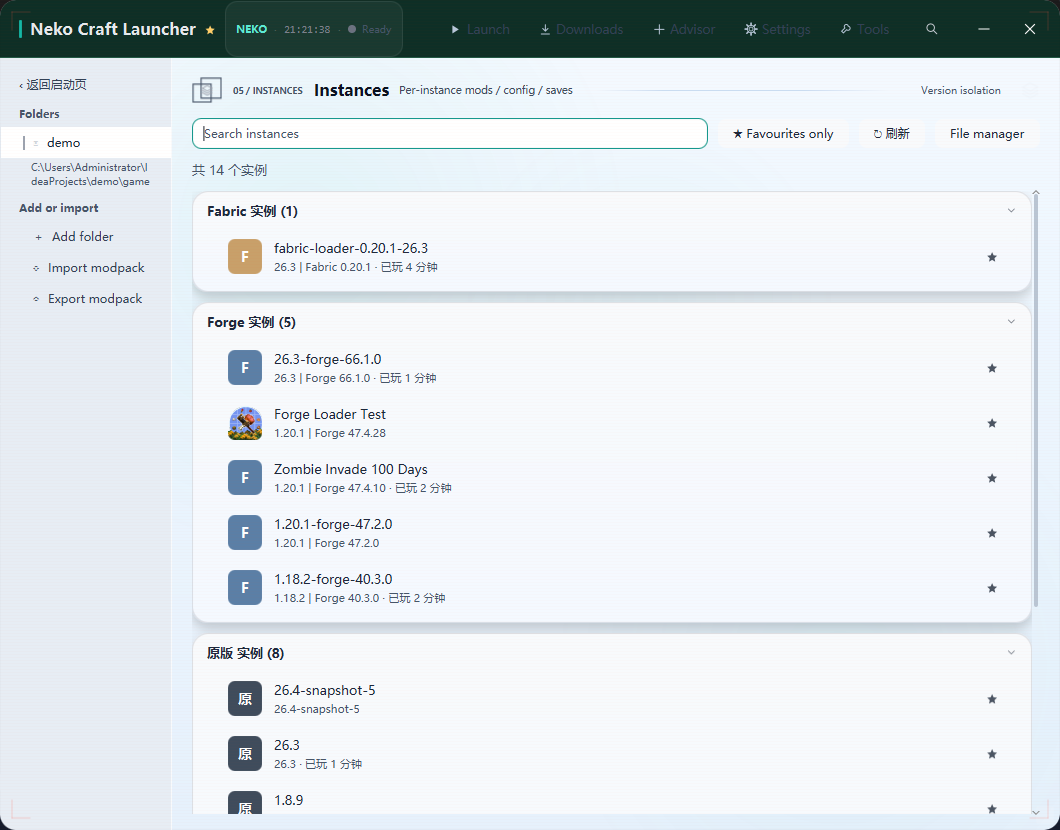 Neko Craft Launcher ★ NEKO · 21:21:38 · Ready Launch Downloads Advisor Settings Tools
‹ 返回启动页
Folders
demo
C:\Users\Administrator\I
deaProjects\demo\game
Add or import
+ Add folder
Import modpack
Export modpack
05 / INSTANCES Instances Per-instance mods / config / saves Version isolation
Search instances ★ Favourites only ↻ 刷新 File manager
共 14 个实例
Fabric 实例 (1)
F
fabric-loader-0.20.1-26.3
26.3 | Fabric 0.20.1 · 已玩 4 分钟
Forge 实例 (5)
F
26.3-forge-66.1.0
26.3 | Forge 66.1.0 · 已玩 1 分钟
Forge Loader Test
1.20.1 | Forge 47.4.28
F
Zombie Invade 100 Days
1.20.1 | Forge 47.4.10 · 已玩 2 分钟
F
1.20.1-forge-47.2.0
1.20.1 | Forge 47.2.0
F
1.18.2-forge-40.3.0
1.18.2 | Forge 40.3.0 · 已玩 2 分钟
原版 实例 (8)
原
26.4-snapshot-5
26.4-snapshot-5
原
26.3
26.3 · 已玩 1 分钟
原
1.8.9